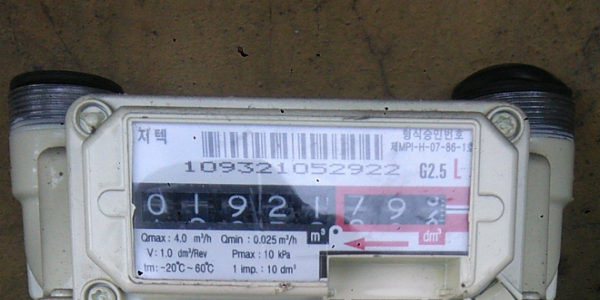 지텍
형식승인번호
제MPI-H-07-86-1호
109321052922
G2.5 L
0 1 9 2 1 7 9
m³ dm³
Qmax : 4.0 m³/h Qmin : 0.025 m³/h
V : 1.0 dm³/Rev Pmax : 10 kPa
tm : -20℃ ~ 60℃ 1 imp. : 10 dm³